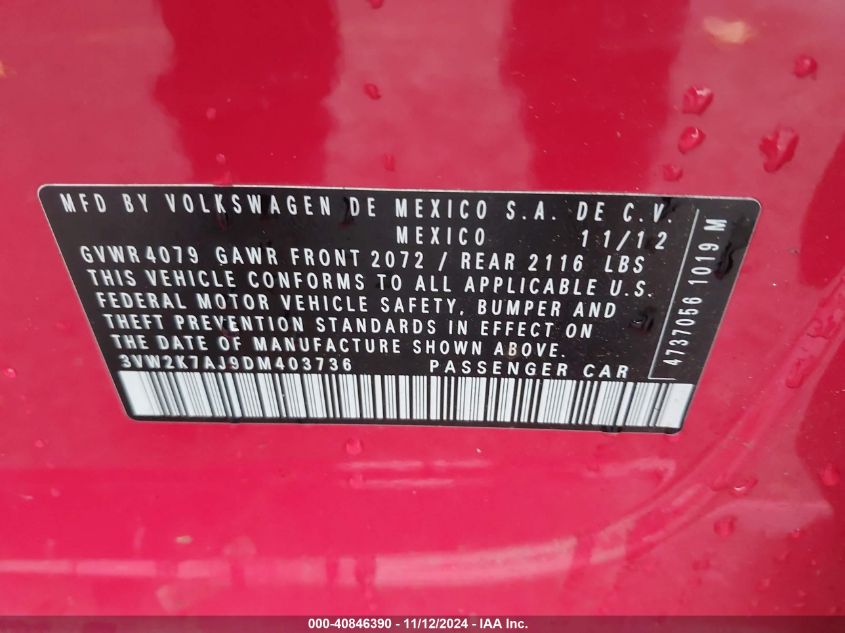 MFD BY VOLKSWAGEN DE MEXICO S.A. DE C.V.
MEXICO 11/12
GVWR 4079 GAWR FRONT 2072 / REAR 2116 LBS
THIS VEHICLE CONFORMS TO ALL APPLICABLE U.S.
FEDERAL MOTOR VEHICLE SAFETY, BUMPER AND
THEFT PREVENTION STANDARDS IN EFFECT ON
THE DATE OF MANUFACTURE SHOWN ABOVE.
3VW2K7AJ9DM403736 PASSENGER CAR
4737056 1019 M
000-40846390 - 11/12/2024 - IAA, Inc.